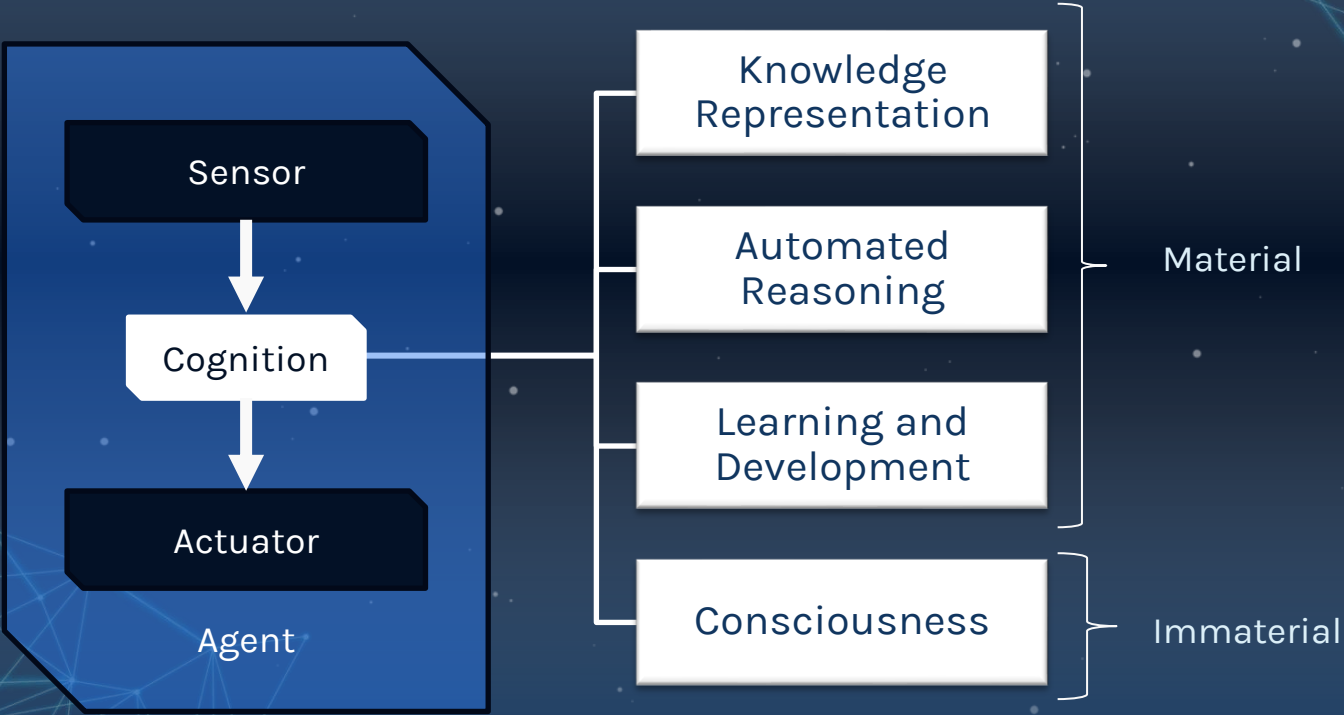 Sensor
Cognition
Actuator
Agent
Knowledge
Representation
Automated
Reasoning
Learning and
Development
Consciousness
Material
Immaterial